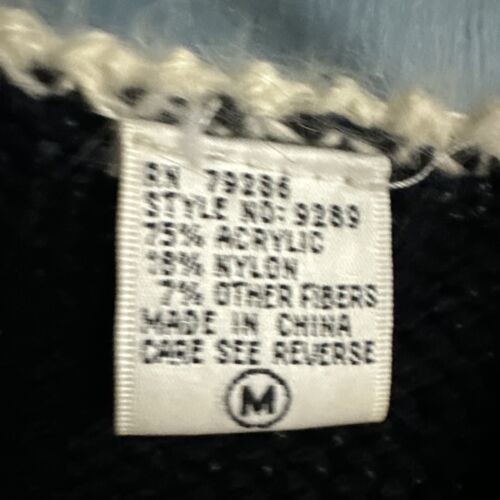 RN 79286
STYLE NO: 9289
75% ACRYLIC
18% NYLON
7% OTHER FIBERS
MADE IN CHINA
CARE SEE REVERSE
M